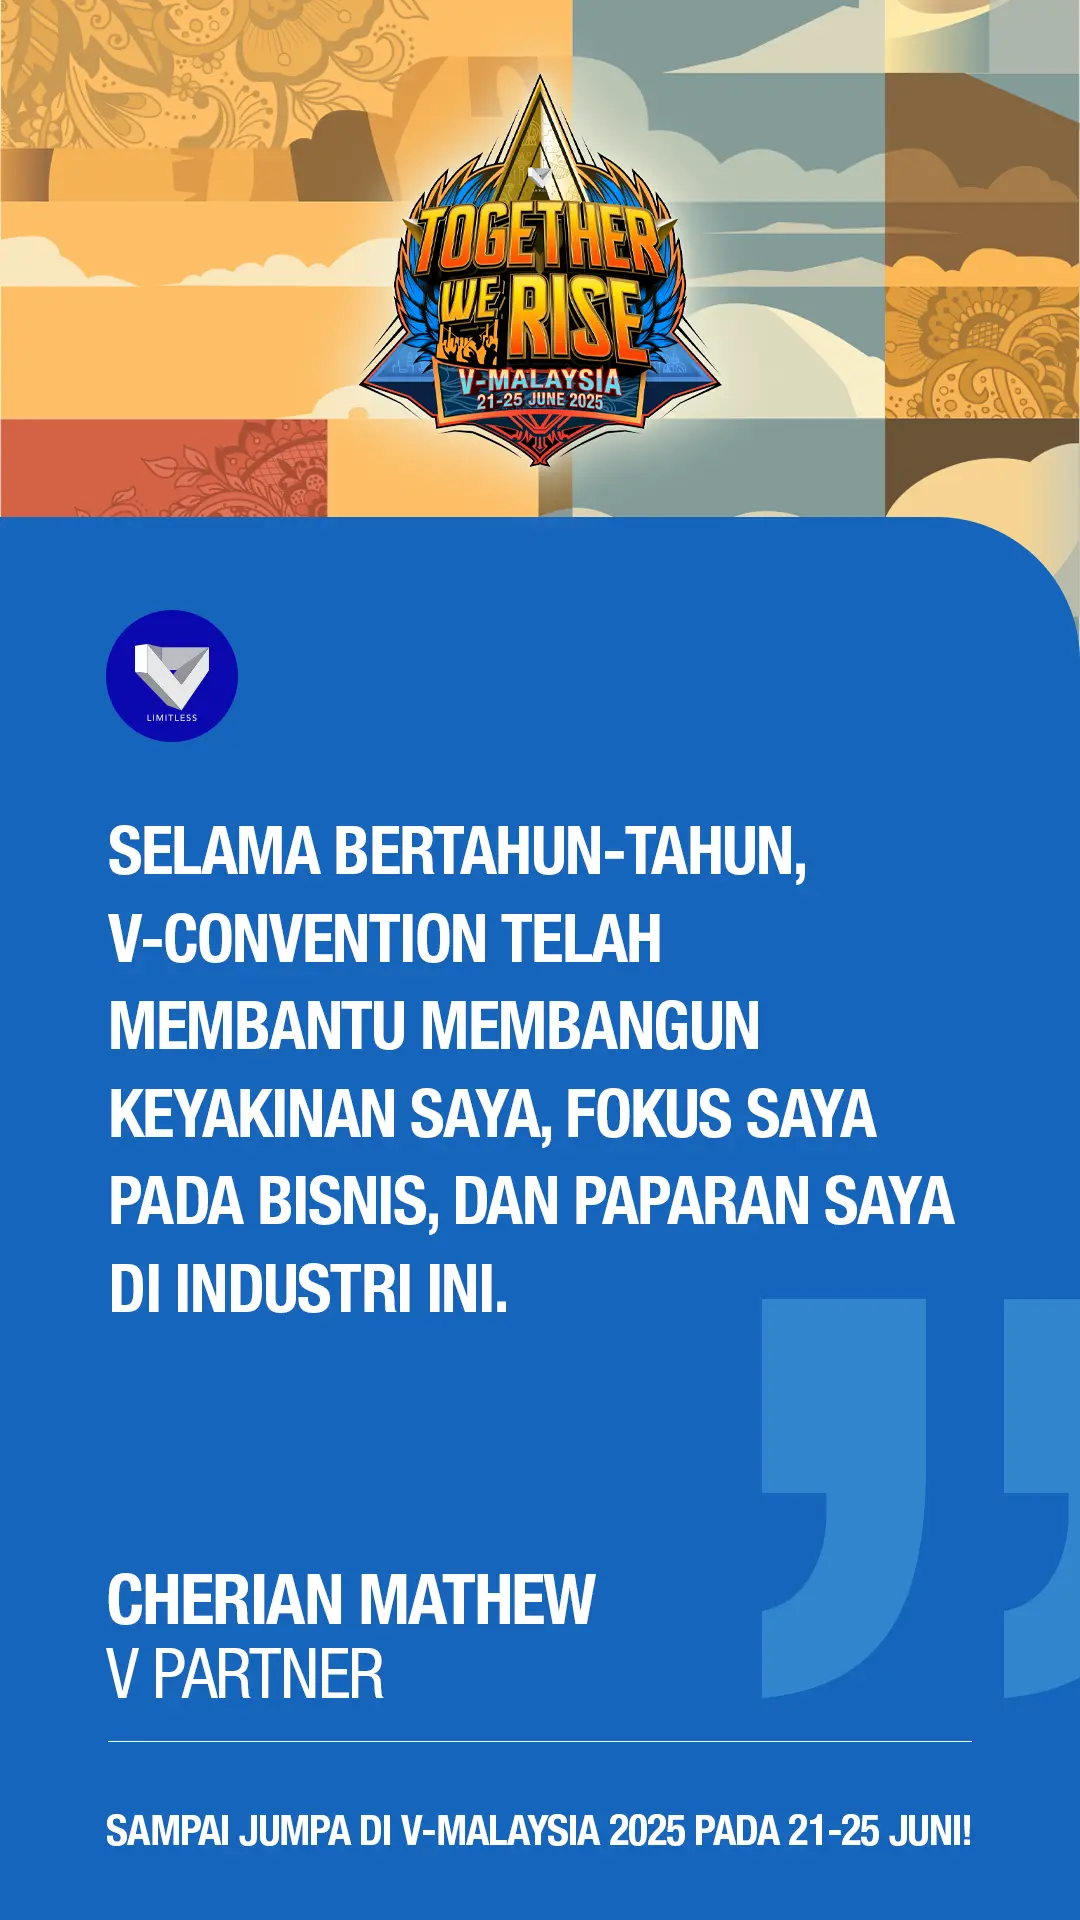 TOGETHER
WE RISE
V-MALAYSIA
21-25 JUNE 2025
LIMITLESS
SELAMA BERTAHUN-TAHUN,
V-CONVENTION TELAH
MEMBANTU MEMBANGUN
KEYAKINAN SAYA, FOKUS SAYA
PADA BISNIS, DAN PAPARAN SAYA
DI INDUSTRI INI.
CHERIAN MATHEW
V PARTNER
SAMPAI JUMPA DI V-MALAYSIA 2025 PADA 21-25 JUNI!